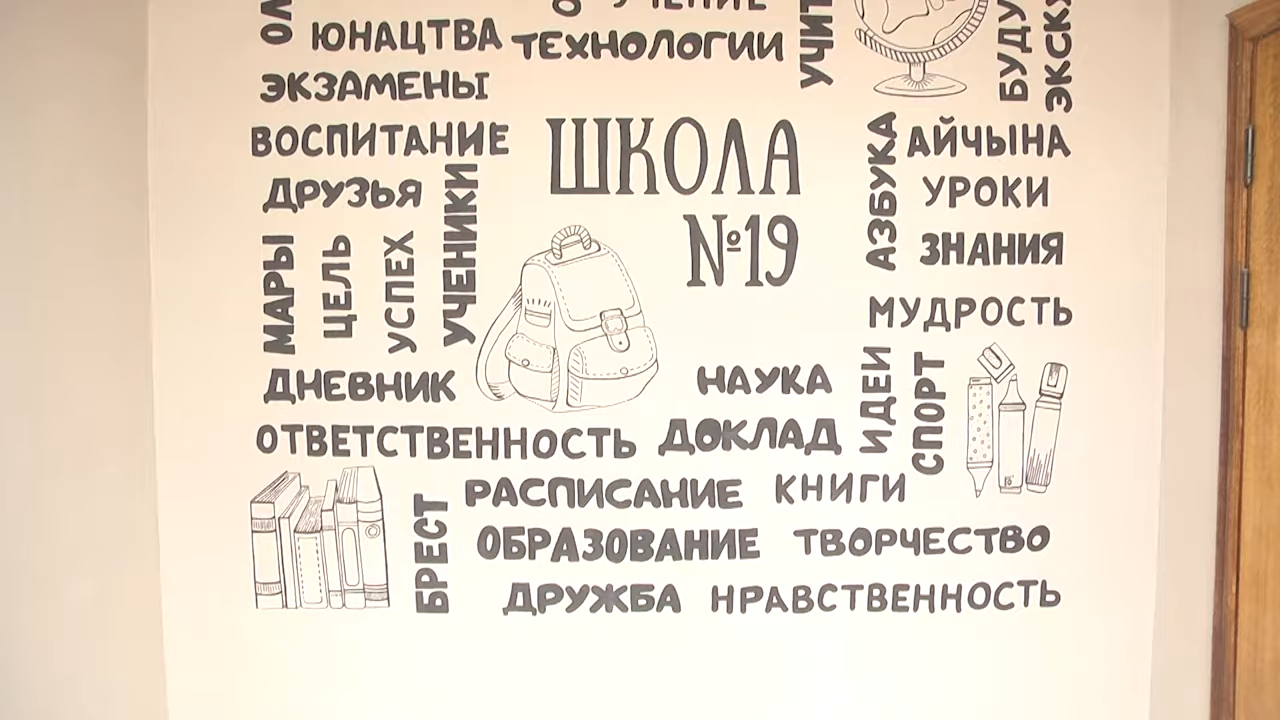 ЮНАЦТВА
ТЕХНОЛОГИИ
ЭКЗАМЕНЫ
ВОСПИТАНИЕ
ШКОЛА
№19
АЗБУКА
АЙЧЫНА
ДРУЗЬЯ
УЧЕНИКИ
УРОКИ
ЗНАНИЯ
МАРЫ
ЦЕЛЬ
УСПЕХ
МУДРОСТЬ
ДНЕВНИК
НАУКА
ИДЕИ
СПОРТ
ОТВЕТСТВЕННОСТЬ
ДОКЛАД
РАСПИСАНИЕ
КНИГИ
БРЕСТ
ОБРАЗОВАНИЕ
ТВОРЧЕСТВО
ДРУЖБА
НРАВСТВЕННОСТЬ